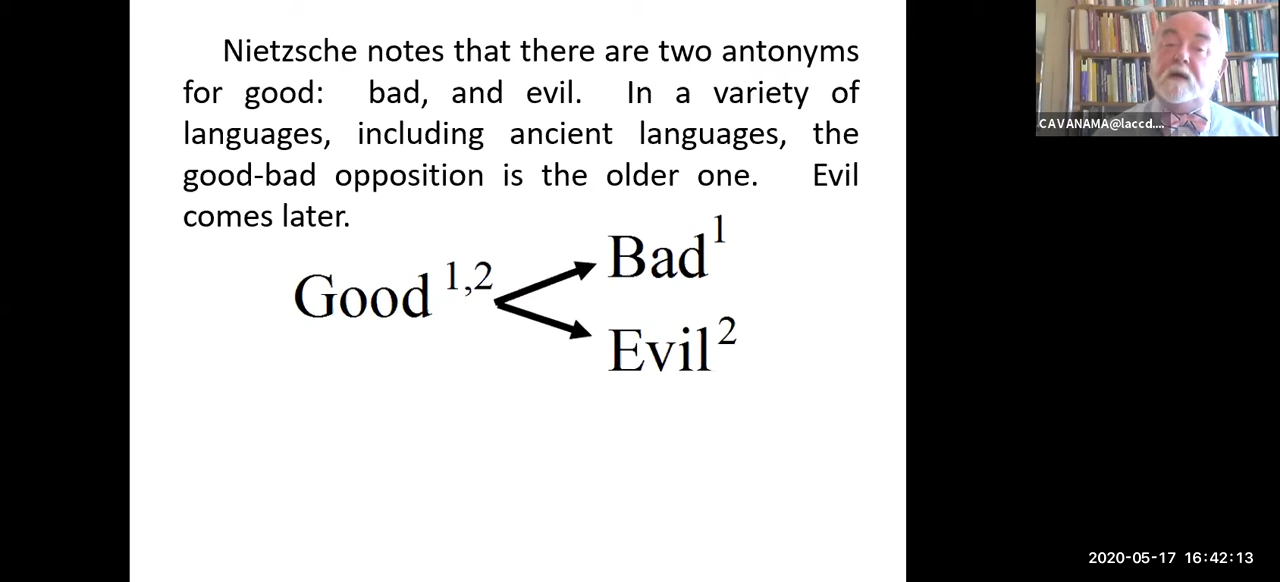 Nietzsche notes that there are two antonyms
for good: bad, and evil. In a variety of
languages, including ancient languages, the
good-bad opposition is the older one. Evil
comes later.
Bad¹
Good ¹,²
Evil²
CAVANAMA@laccd....
2020-05-17 16:42:13